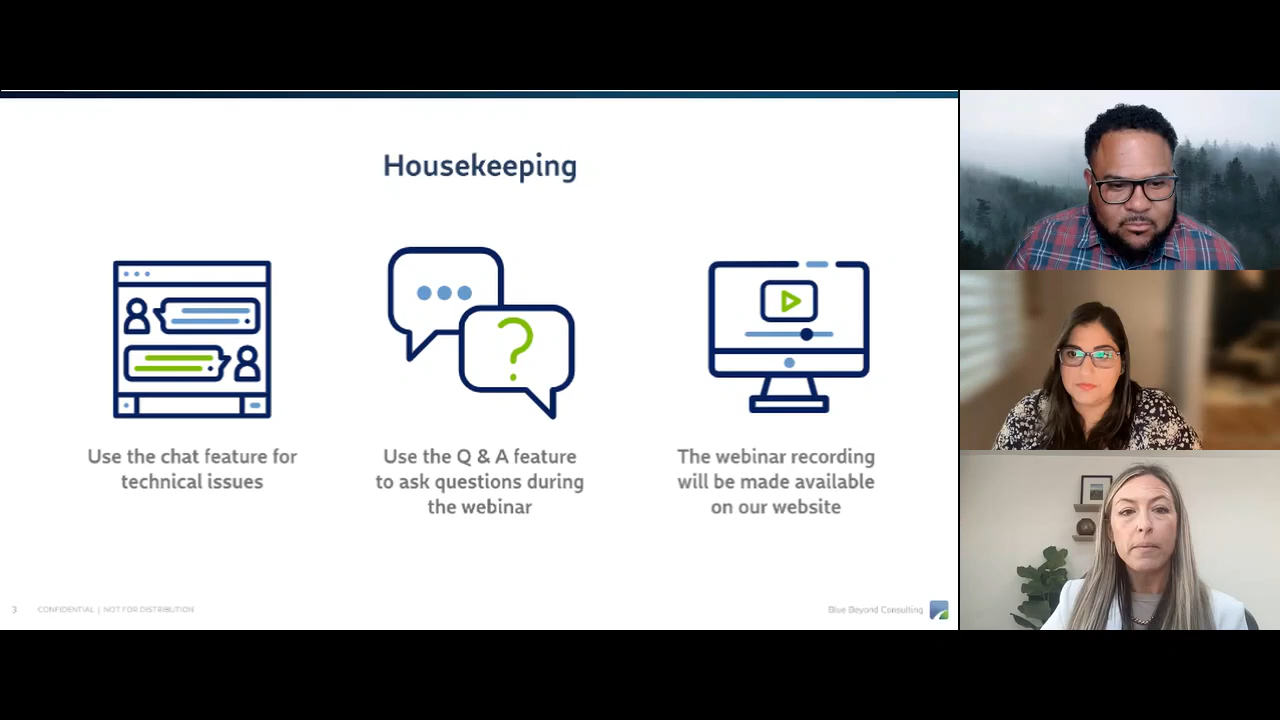 Housekeeping
Use the chat feature for
technical issues
Use the Q & A feature
to ask questions during
the webinar
The webinar recording
will be made available
on our website
3 CONFIDENTIAL | NOT FOR DISTRIBUTION
Blue Beyond Consulting